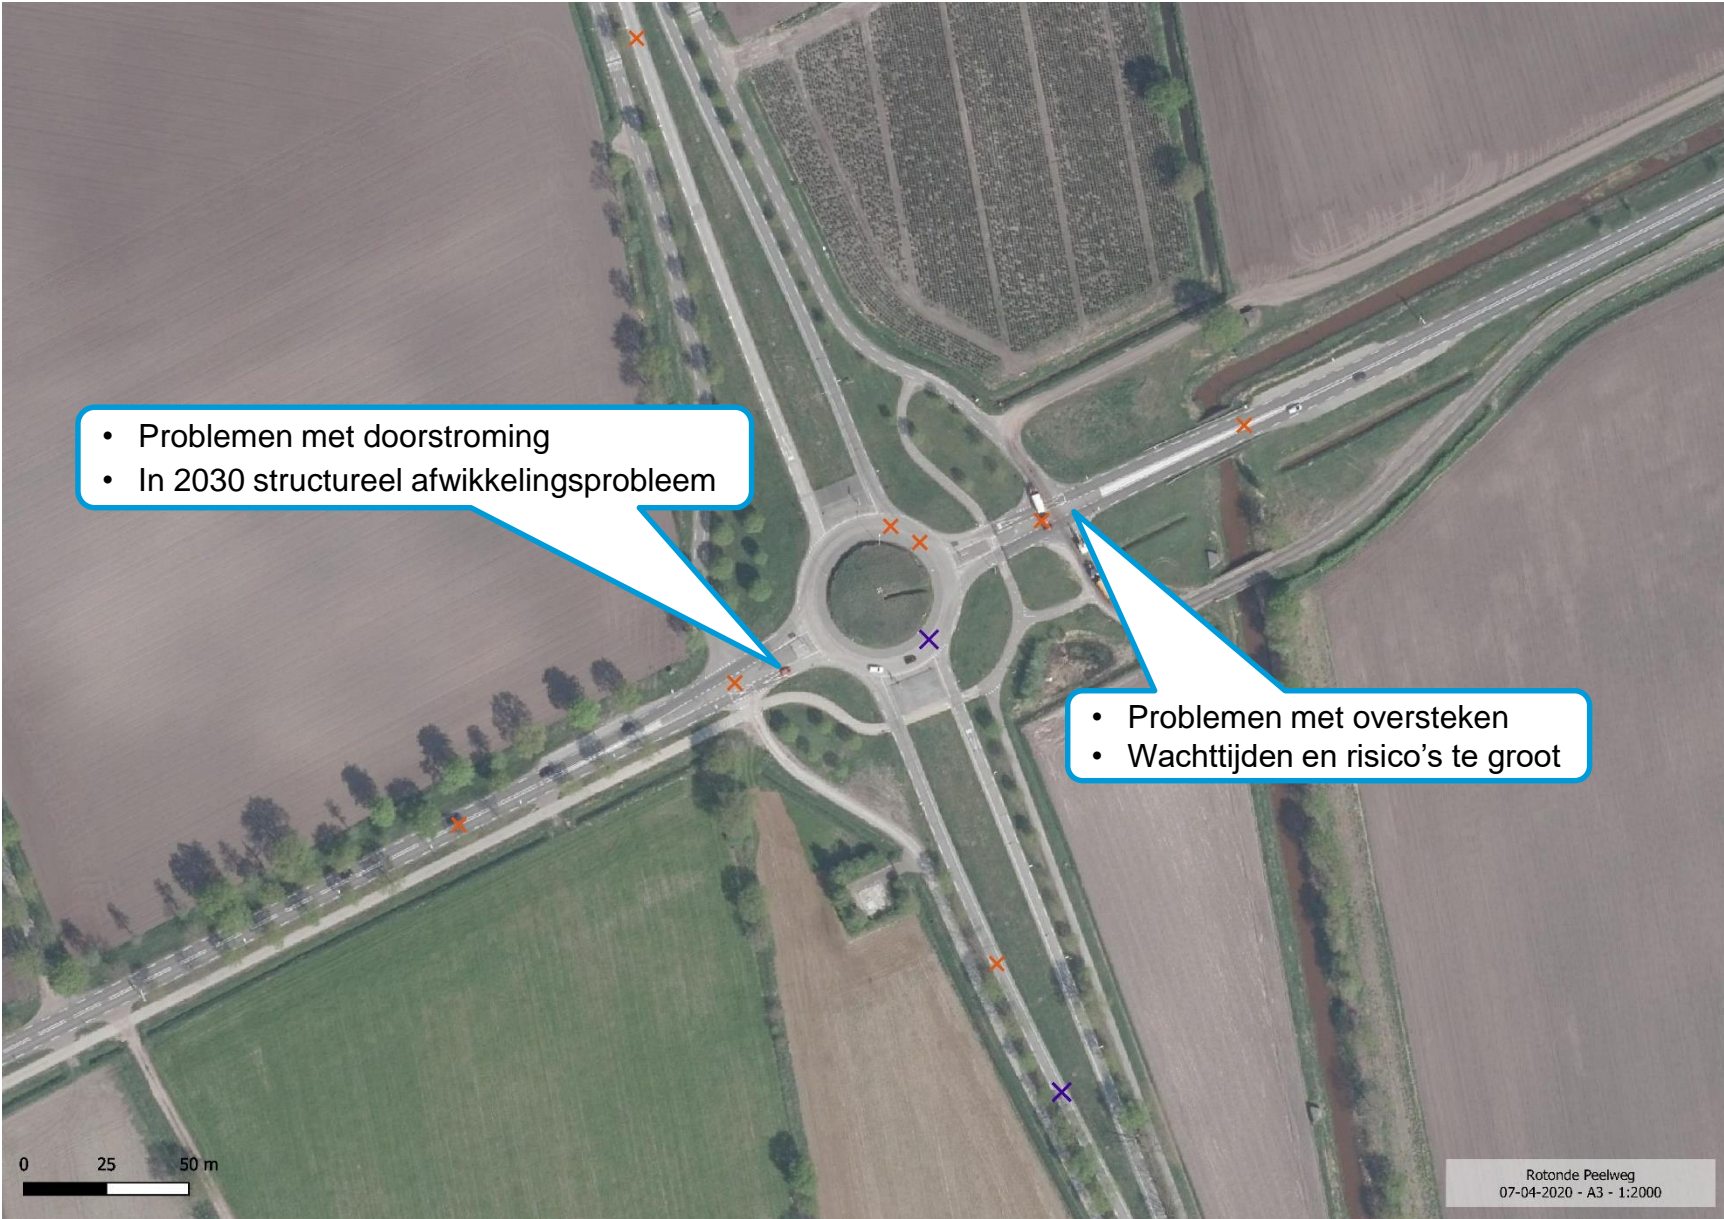 • Problemen met doorstroming
• In 2030 structureel afwikkelingsprobleem
• Problemen met oversteken
• Wachttijden en risico's te groot
0 25 50 m
Rotonde Peelweg
07-04-2020 - A3 - 1:2000